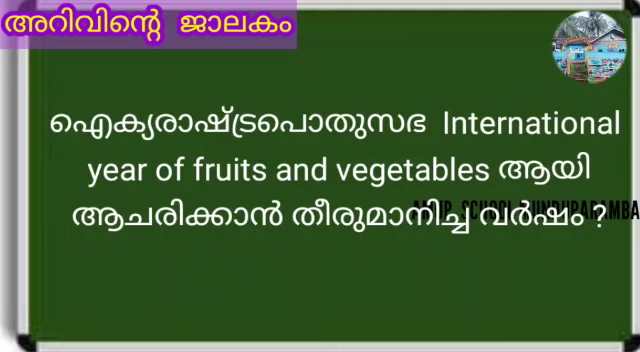 അറിവിന്റെ ജാലകം
ഐക്യരാഷ്ട്രപൊതുസഭ International
year of fruits and vegetables ആയി
ആചരിക്കാൻ തീരുമാനിച്ച വർഷം ?